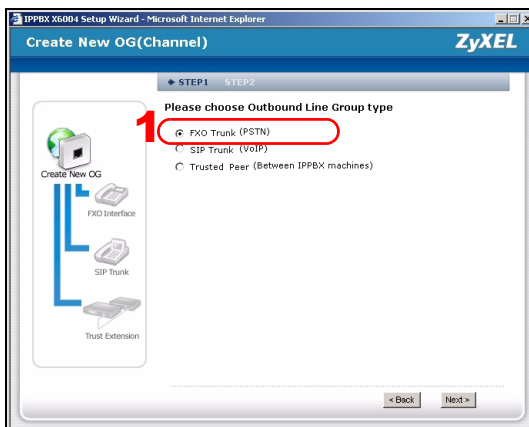 IPPBX X6004 Setup Wizard - Microsoft Internet Explorer
Create New OG(Channel)
ZyXEL
STEP1 STEP2
Please choose Outbound Line Group type
1
FXO Trunk (PSTN)
SIP Trunk (VoIP)
Trusted Peer (Between IPPBX machines)
Create New OG
FXO Interface
SIP Trunk
Trust Extension
< Back Next >